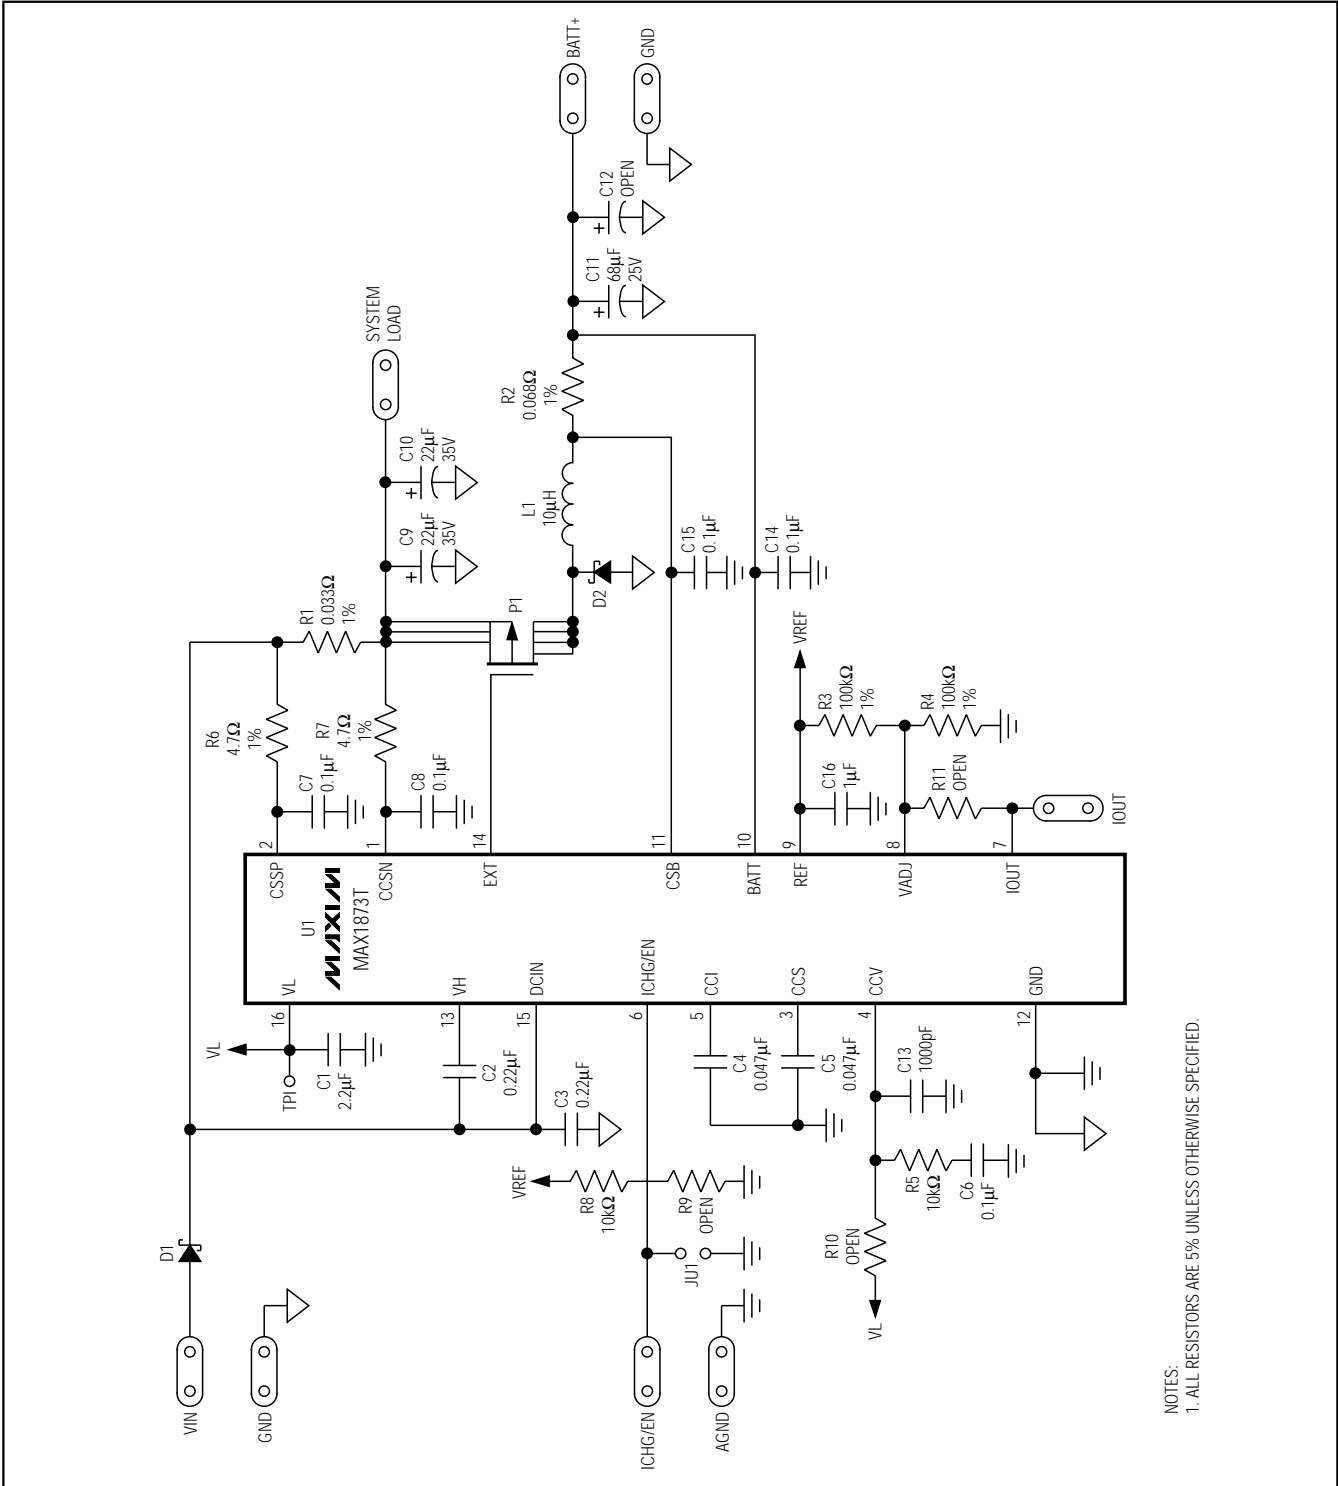 VIN
GND
D1
VL
TP1
C1
2.2µF
16
VL
U1
MAXIM
MAX1873T
CSSP
2
CCSN
1
C7
0.1µF
R6
4.7Ω
1%
R7
4.7Ω
1%
C8
0.1µF
R1
0.033Ω
1%
C9
22µF
35V
C10
22µF
35V
SYSTEM
LOAD
13
VH
C2
0.22µF
15
DCIN
C3
0.22µF
EXT
14
P1
D2
L1
10µH
R2
0.068Ω
1%
C11
68µF
25V
C12
OPEN
BATT+
GND
ICHG/EN
AGND
JU1
VREF
R8
10kΩ
R9
OPEN
6
ICHG/EN
CSB
11
C15
0.1µF
BATT
10
C14
0.1µF
5
CCI
C4
0.047µF
3
CCS
C5
0.047µF
REF
9
C16
1µF
VREF
R3
100kΩ
1%
R4
100kΩ
1%
VL
R10
OPEN
R5
10kΩ
C6
0.1µF
C13
1000pF
4
CCV
VADJ
8
R11
OPEN
IOUT
7
IOUT
12
GND
NOTES:
1. ALL RESISTORS ARE 5% UNLESS OTHERWISE SPECIFIED.